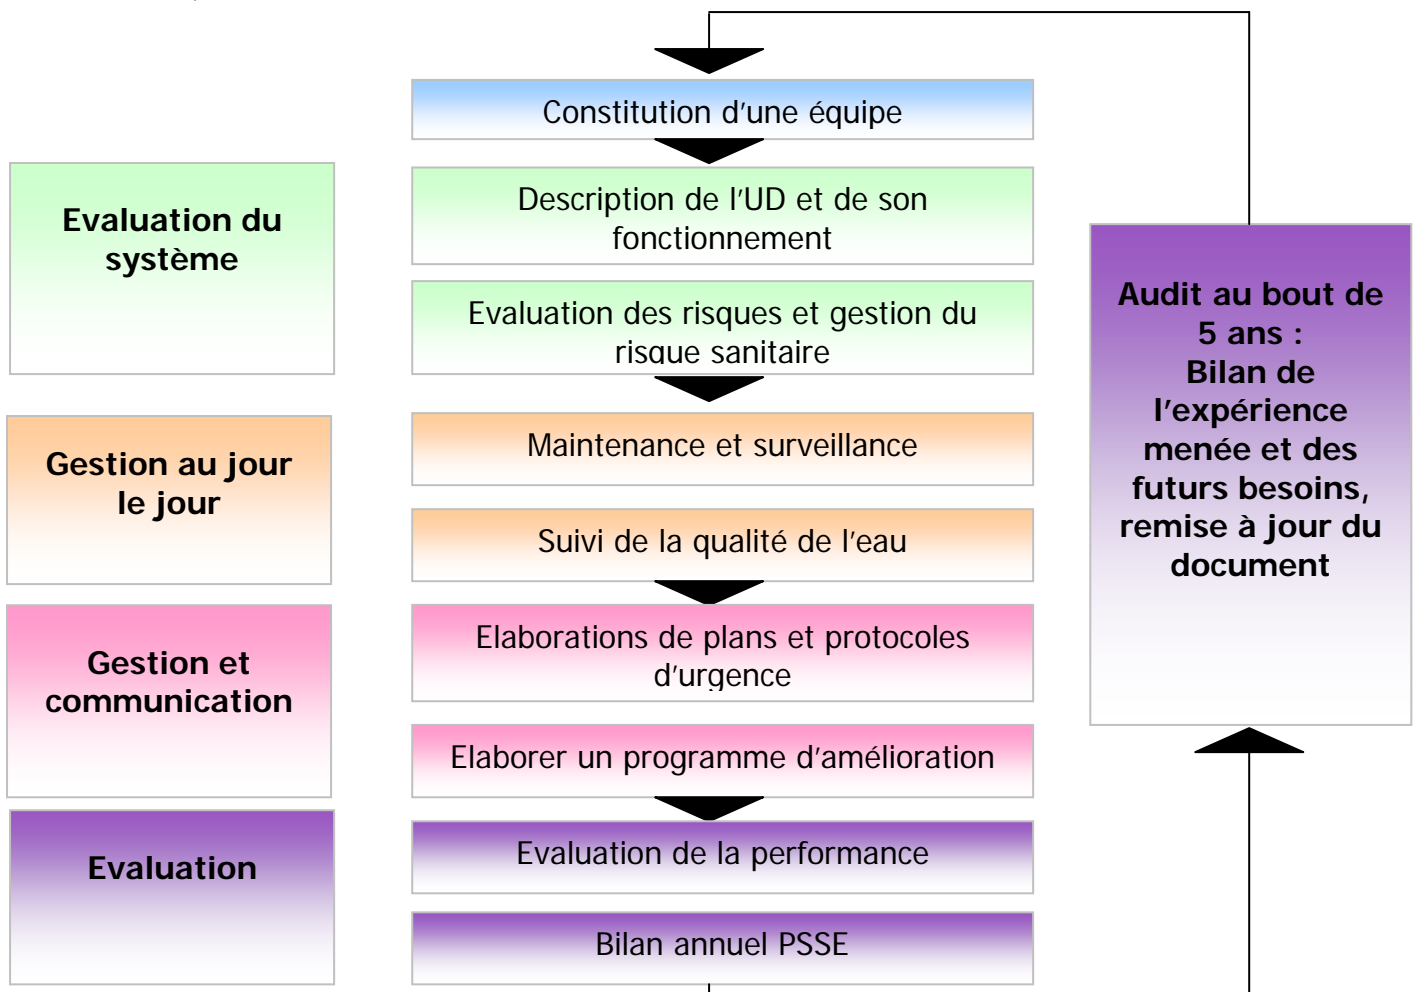 Constitution d'une équipe
Evaluation du
système
Description de l'UD et de son
fonctionnement
Evaluation des risques et gestion du
risque sanitaire
Gestion au jour
le jour
Maintenance et surveillance
Suivi de la qualité de l'eau
Gestion et
communication
Elaborations de plans et protocoles
d'urgence
Elaborer un programme d'amélioration
Evaluation
Evaluation de la performance
Bilan annuel PSSE
Audit au bout de
5 ans :
Bilan de
l'expérience
menée et des
futurs besoins,
remise à jour du
document